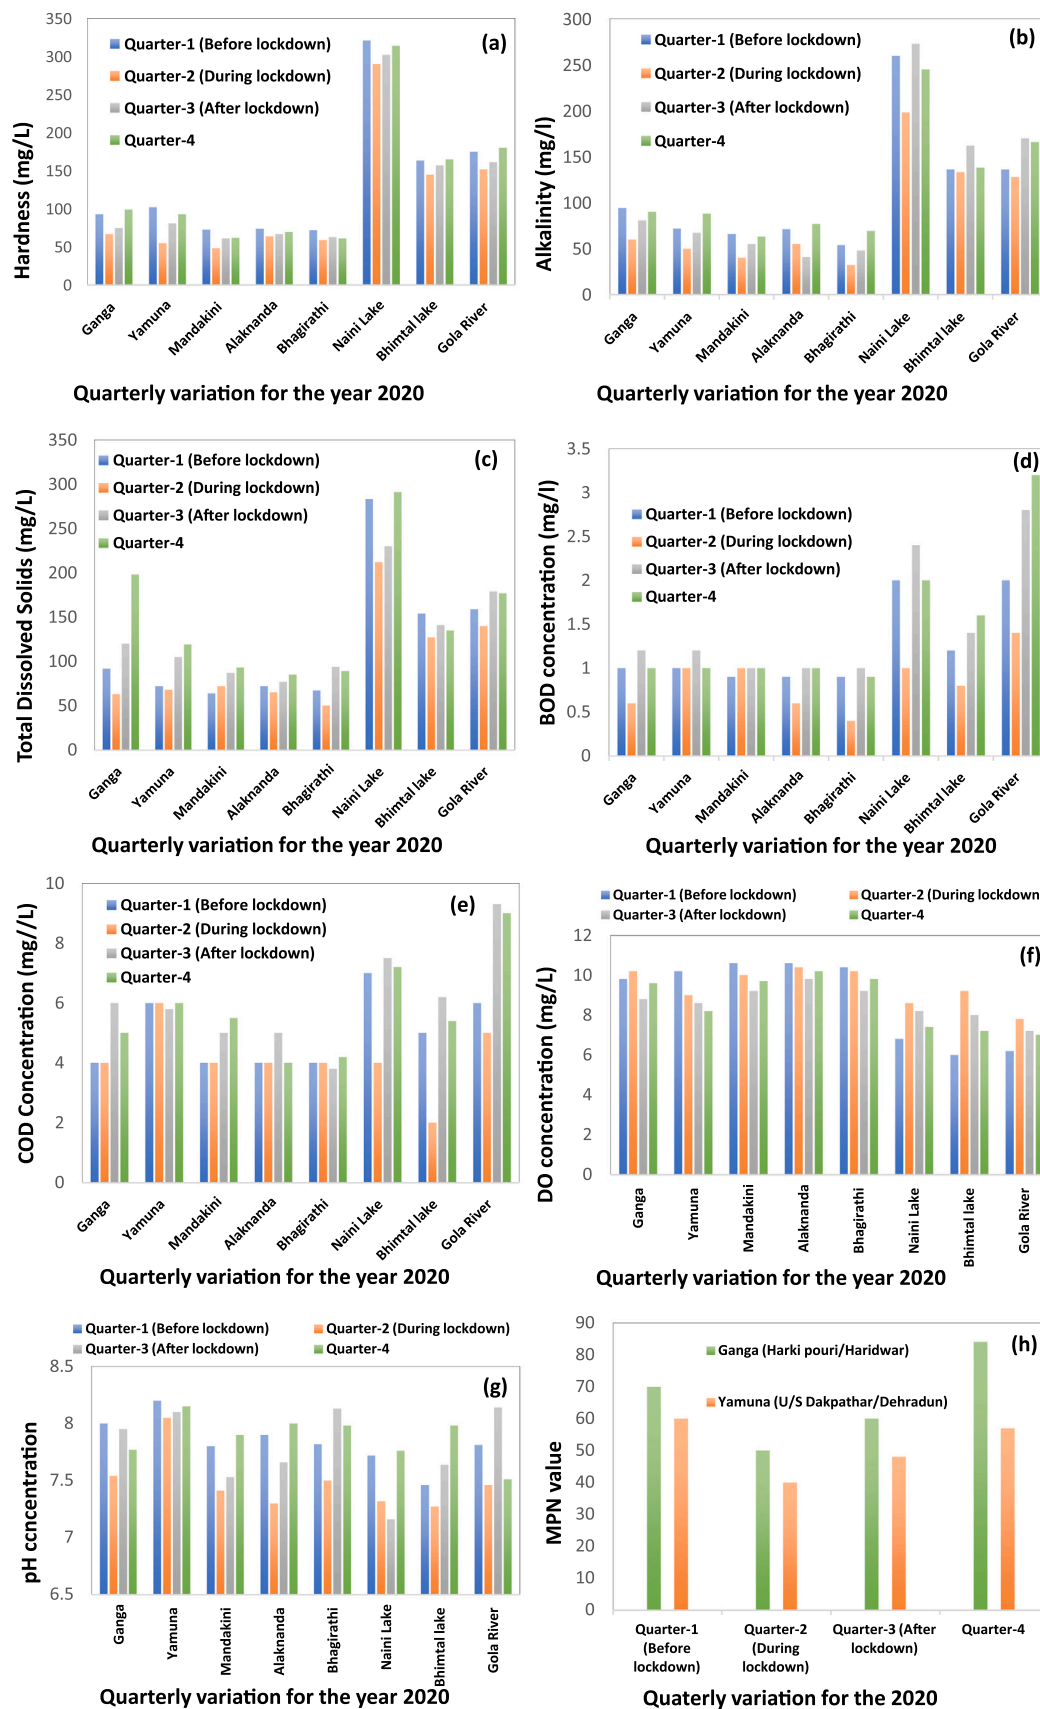 (a)
Hardness (mg/L)
350
300
250
200
150
100
50
0
Quarter-1 (Before lockdown)
Quarter-2 (During lockdown)
Quarter-3 (After lockdown)
Quarter-4
Ganga
Yamuna
Mandakini
Alaknanda
Bhagirathi
Naini Lake
Bhimtal lake
Gola River
Quarterly variation for the year 2020
(b)
Alkalinity (mg/l)
300
250
200
150
100
50
0
Quarter-1 (Before lockdown)
Quarter-2 (During lockdown)
Quarter-3 (After lockdown)
Quarter-4
Ganga
Yamuna
Mandakini
Alaknanda
Bhagirathi
Naini Lake
Bhimtal lake
Gola River
Quarterly variation for the year 2020
(c)
Total Dissolved Solids (mg/L)
350
300
250
200
150
100
50
0
Quarter-1 (Before lockdown)
Quarter-2 (During lockdown)
Quarter-3 (After lockdown)
Quarter-4
Ganga
Yamuna
Mandakini
Alaknanda
Bhagirathi
Naini Lake
Bhimtal lake
Gola River
Quarterly variation for the year 2020
(d)
BOD concentration (mg/l)
3.5
3
2.5
2
1.5
1
0.5
0
Quarter-1 (Before lockdown)
Quarter-2 (During lockdown)
Quarter-3 (After lockdown)
Quarter-4
Ganga
Yamuna
Mandakini
Alaknanda
Bhagirathi
Naini Lake
Bhimtal lake
Gola River
Quarterly variation for the year 2020
(e)
COD Concentration (mg//L)
10
8
6
4
2
0
Quarter-1 (Before lockdown)
Quarter-2 (During lockdown)
Quarter-3 (After lockdown)
Quarter-4
Ganga
Yamuna
Mandakini
Alaknanda
Bhagirathi
Naini Lake
Bhimtal lake
Gola River
Quarterly variation for the year 2020
Quarter-1 (Before lockdown)
Quarter-2 (During lockdown)
Quarter-3 (After lockdown)
Quarter-4
(f)
DO concentration (mg/L)
12
10
8
6
4
2
0
Ganga
Yamuna
Mandakini
Alaknanda
Bhagirathi
Naini Lake
Bhimtal lake
Gola River
Quarterly variation for the year 2020
Quarter-1 (Before lockdown)
Quarter-2 (During lockdown)
Quarter-3 (After lockdown)
Quarter-4
(g)
pH ccncentration
8.5
8
7.5
7
6.5
Ganga
Yamuna
Mandakini
Alaknanda
Bhagirathi
Naini Lake
Bhimtal lake
Gola River
Quarterly variation for the year 2020
(h)
MPN value
90
80
70
60
50
40
30
20
10
0
Ganga (Harki pouri/Haridwar)
Yamuna (U/S Dakpathar/Dehradun)
Quarter-1
(Before
lockdown)
Quarter-2
(During
lockdown)
Quarter-3 (After
lockdown)
Quarter-4
Quaterly variation for the 2020